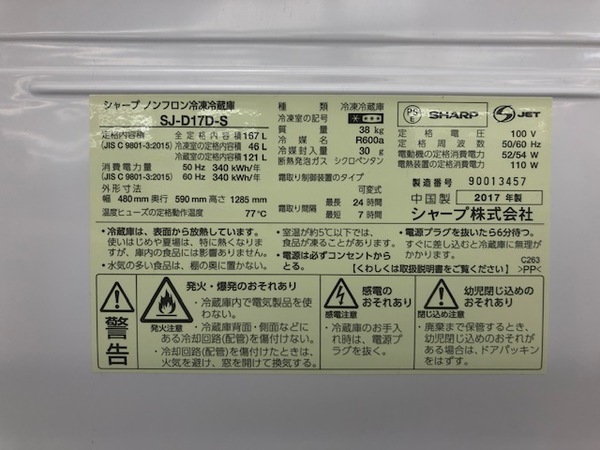 シャープ ノンフロン冷凍冷蔵庫
SJ-D17D-S
定格内容積 全定格内容積 167 L
(JIS C 9801-3:2015) 冷凍室の定格内容積 46 L
冷蔵室の定格内容積 121 L
消費電力量 50 Hz 340 kWh/年
(JIS C 9801-3:2015) 60 Hz 340 kWh/年
外形寸法
幅 480mm 奥行 590mm 高さ 1285mm
温度ヒューズの定格動作温度 77℃
種類 冷凍冷蔵庫
冷凍室の記号
質量 38 kg
冷媒名 R600a
冷媒封入量 30 g
断熱発泡ガス シクロペンタン
霜取り制御装置のタイプ
可変式
霜取り間隔 最長 24 時間
最短 7 時間
PS
E
SHARP
S JET
定格電圧 100 V
定格周波数 50/60 Hz
電動機の定格消費電力 52/54 W
電熱装置の定格消費電力 110 W
製造番号 90013457
中国製 2017 年製
シャープ株式会社
•冷蔵庫は、表面から放熱しています。
使いはじめや夏場は、特に熱くなりま
すが、庫内の食品には影響ありません。
•水気の多い食品は、棚の奥に置かない。
•室温が約5℃以下では、
食品が凍ることがあります。
•電源は必ずコンセントから
とる。
•電源プラグを抜いたら6分待つ。
すぐに差し込むと冷蔵庫に無理が
かかります。
【くわしくは取扱説明書をご覧ください】
C263
>PP<
警告
発火注意
発火・爆発のおそれあり
•冷蔵庫内で電気製品を使
わない。
•冷蔵庫背面・側面などに
ある冷却回路(配管)を傷付けない。
•冷却回路(配管)を傷付けたときは、
火気を避け、窓を開けて換気する。
感電注意
感電の
おそれあり
•冷蔵庫のお手入
れ時は、電源プ
ラグを抜く。
閉じ込め注意
幼児閉じ込めの
おそれあり
•廃棄まで保管するとき、幼
児閉じ込めのおそれが
ある場合は、ドアパッキン
をはずす。